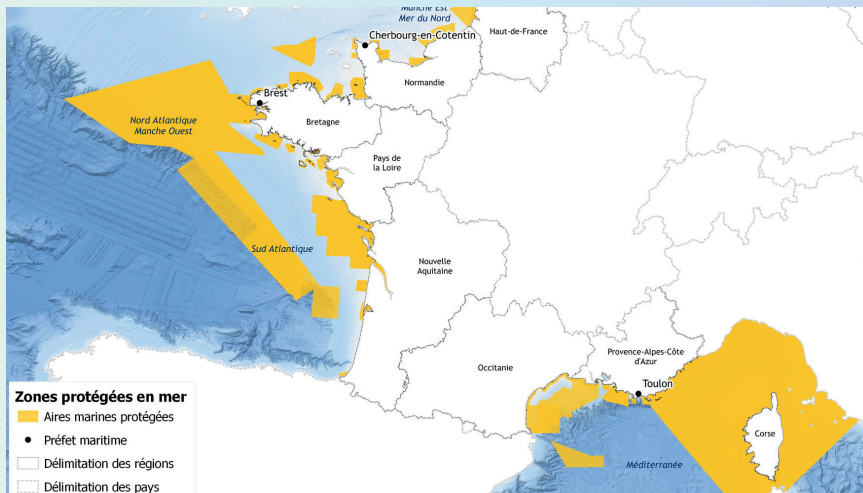 Manche Est
Mer du Nord
Cherbourg-en-Cotentin
Haut-de-France
Normandie
Brest
Nord Atlantique
Manche Ouest
Bretagne
Pays de
la Loire
Sud Atlantique
Nouvelle
Aquitaine
Occitanie
Provence-Alpes-Côte
d'Azur
Toulon
Corse
Méditerranée
Zones protégées en mer
Aires marines protégées
Préfet maritime
Délimitation des régions
Délimitation des pays